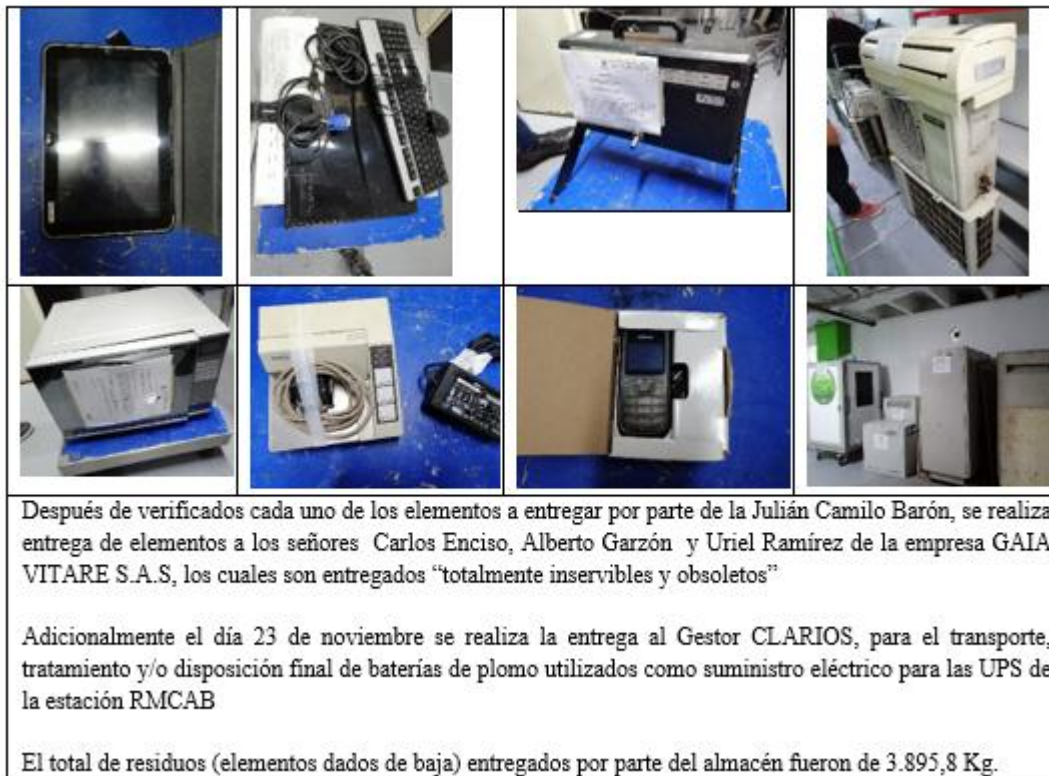 Después de verificados cada uno de los elementos a entregar por parte de la Julián Camilo Barón, se realiza
entrega de elementos a los señores Carlos Enciso, Alberto Garzón y Uriel Ramírez de la empresa GAIA
VITARE S.A.S, los cuales son entregados “totalmente inservibles y obsoletos”
Adicionalmente el día 23 de noviembre se realiza la entrega al Gestor CLARIOS, para el transporte,
tratamiento y/o disposición final de baterías de plomo utilizados como suministro eléctrico para las UPS de
la estación RMCAB
El total de residuos (elementos dados de baja) entregados por parte del almacén fueron de 3.895,8 Kg.